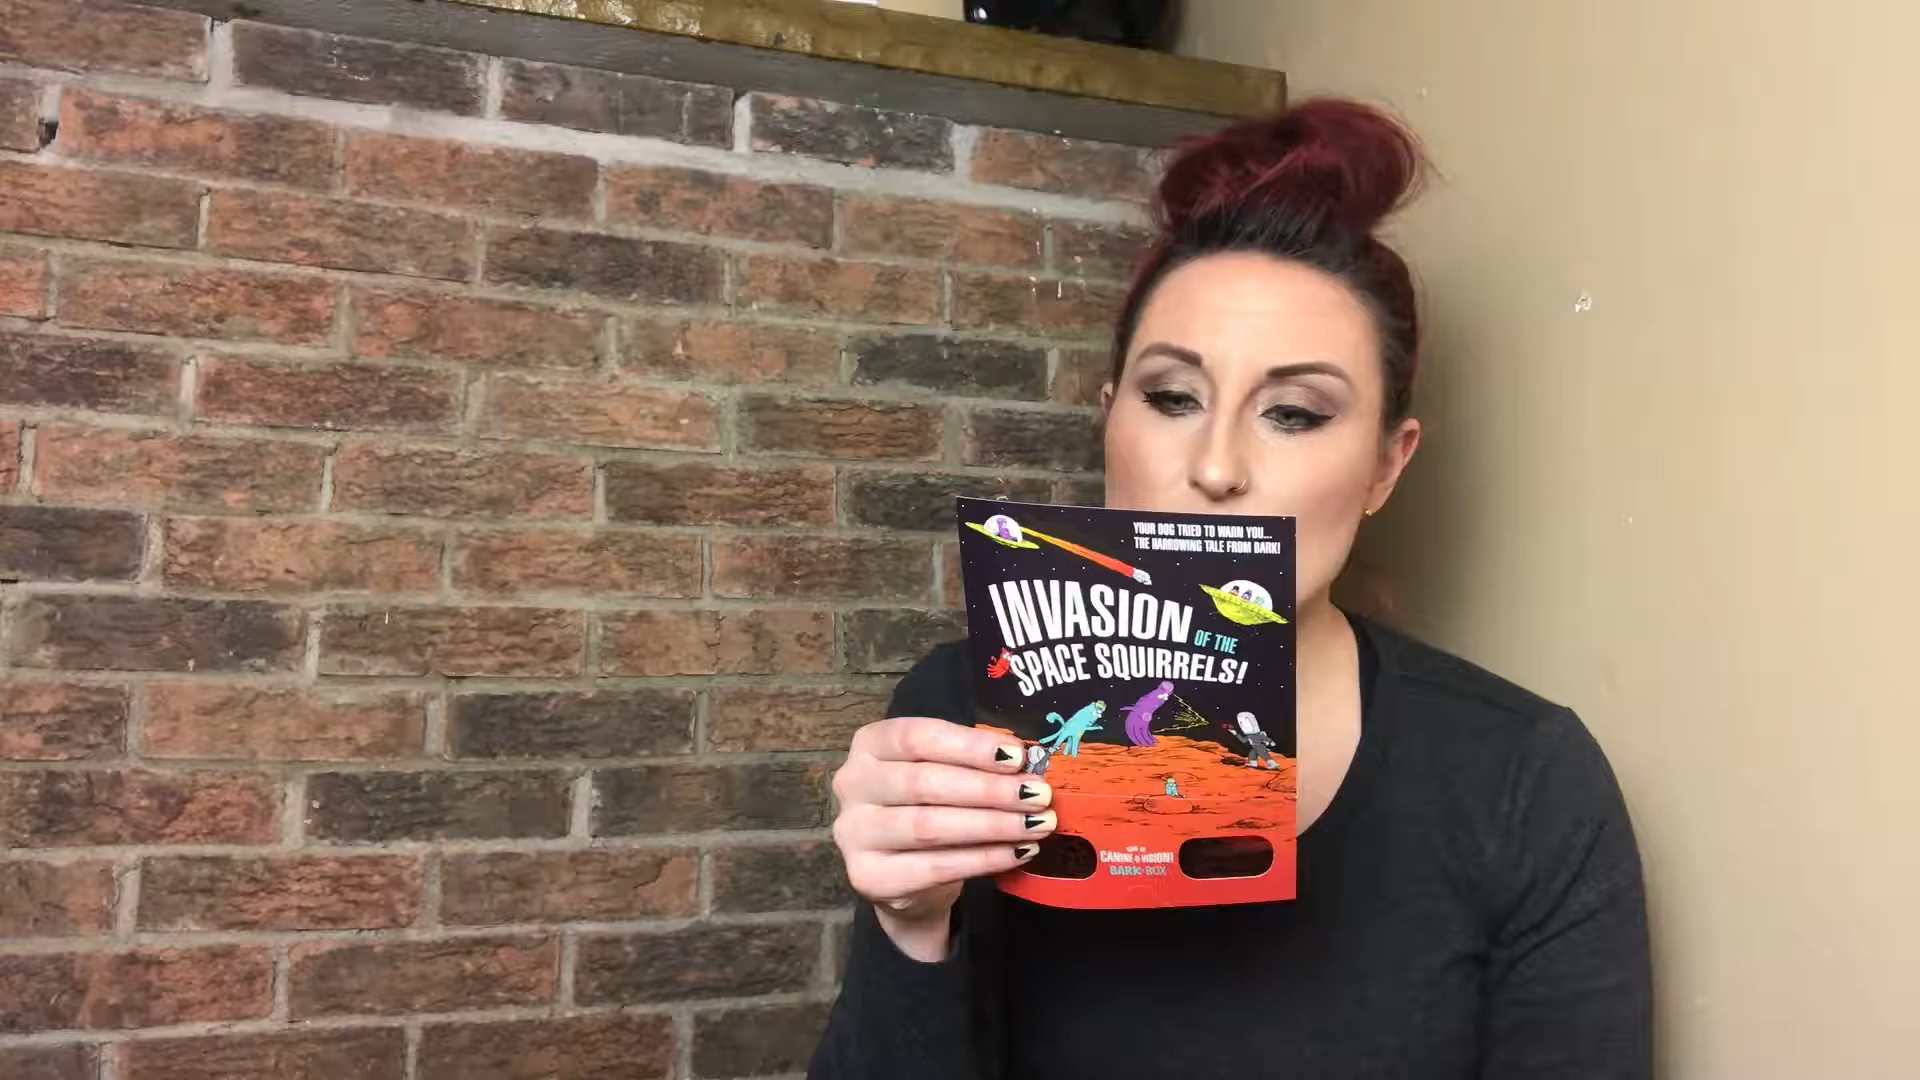 YOUR DOG TRIED TO WARN YOU...
THE HARROWING TALE FROM BARK!
INVASION OF THE
SPACE SQUIRRELS!
CANINE-O-VISION!
BARK BOX